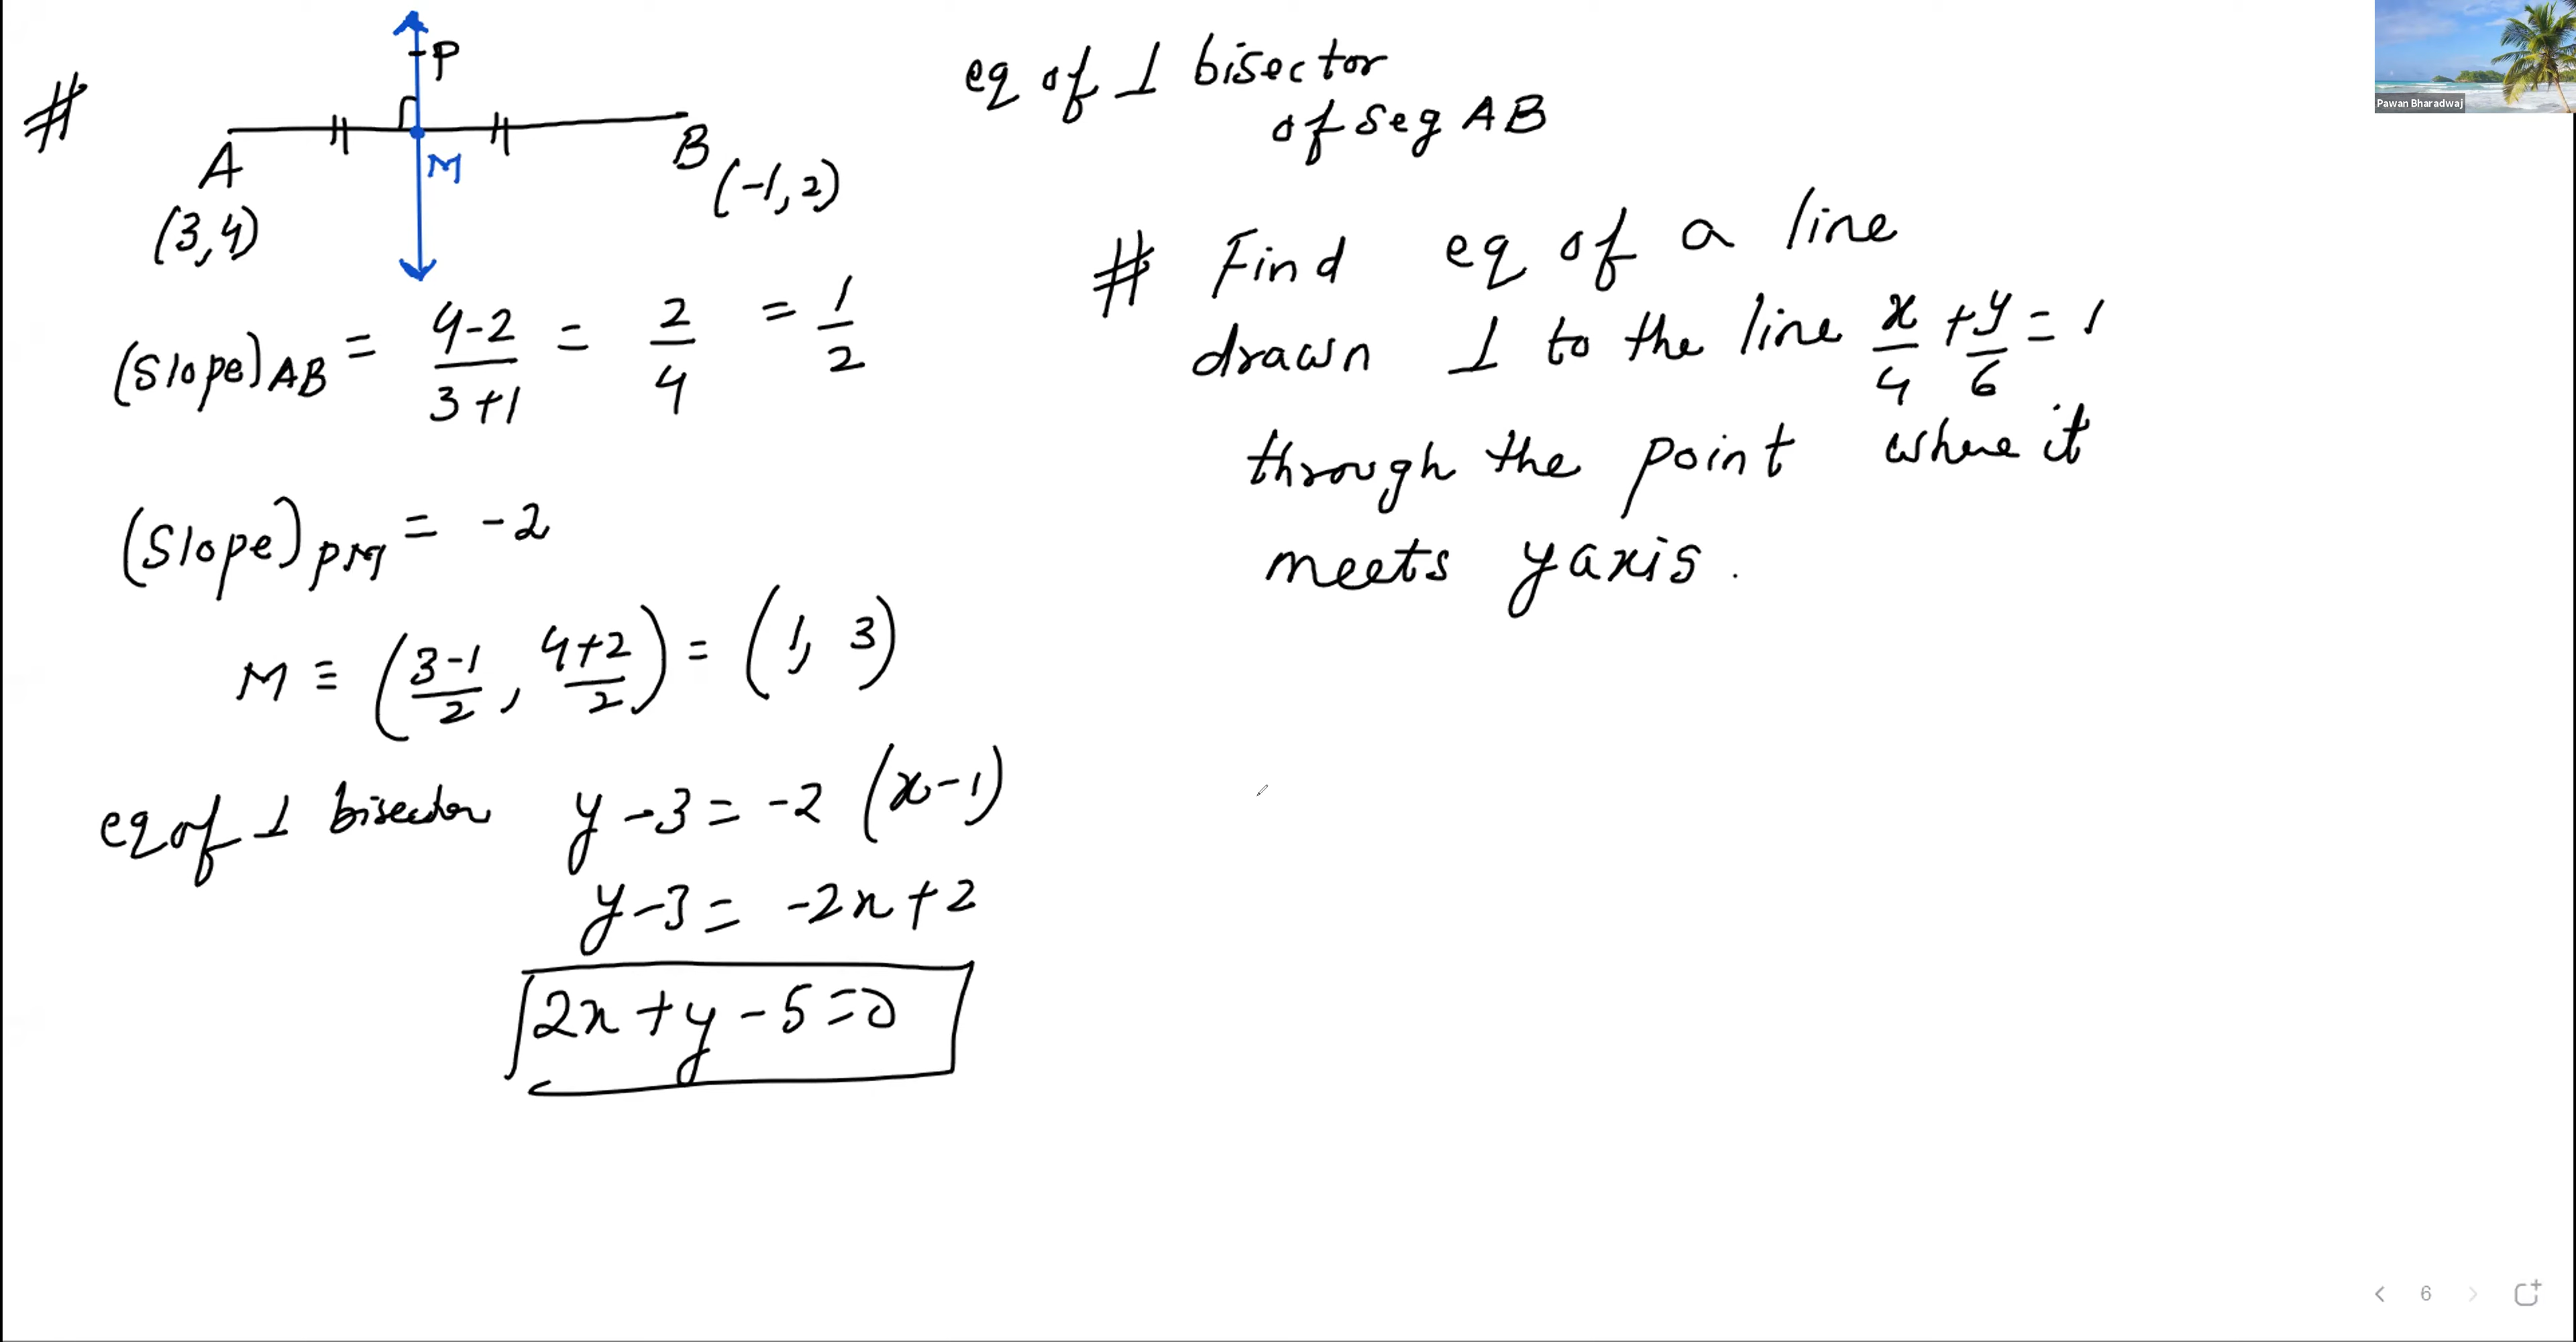 #
P
A
M
B
(3,4)
(-1,2)
(Slope)AB = 4-2/3+1 = 2/4 = 1/2
(Slope)PM = -2
M ≡ (3-1/2, 4+2/2) = (1, 3)
eq of ⊥ bisector y-3 = -2 (x-1)
y-3 = -2x+2
2x+y-5=0
eq of ⊥ bisector
of seg AB
# Find eq of a line
drawn ⊥ to the line x/4 + y/6 = 1
through the point where it
meets y axis.
Pawan Bharadwaj
6